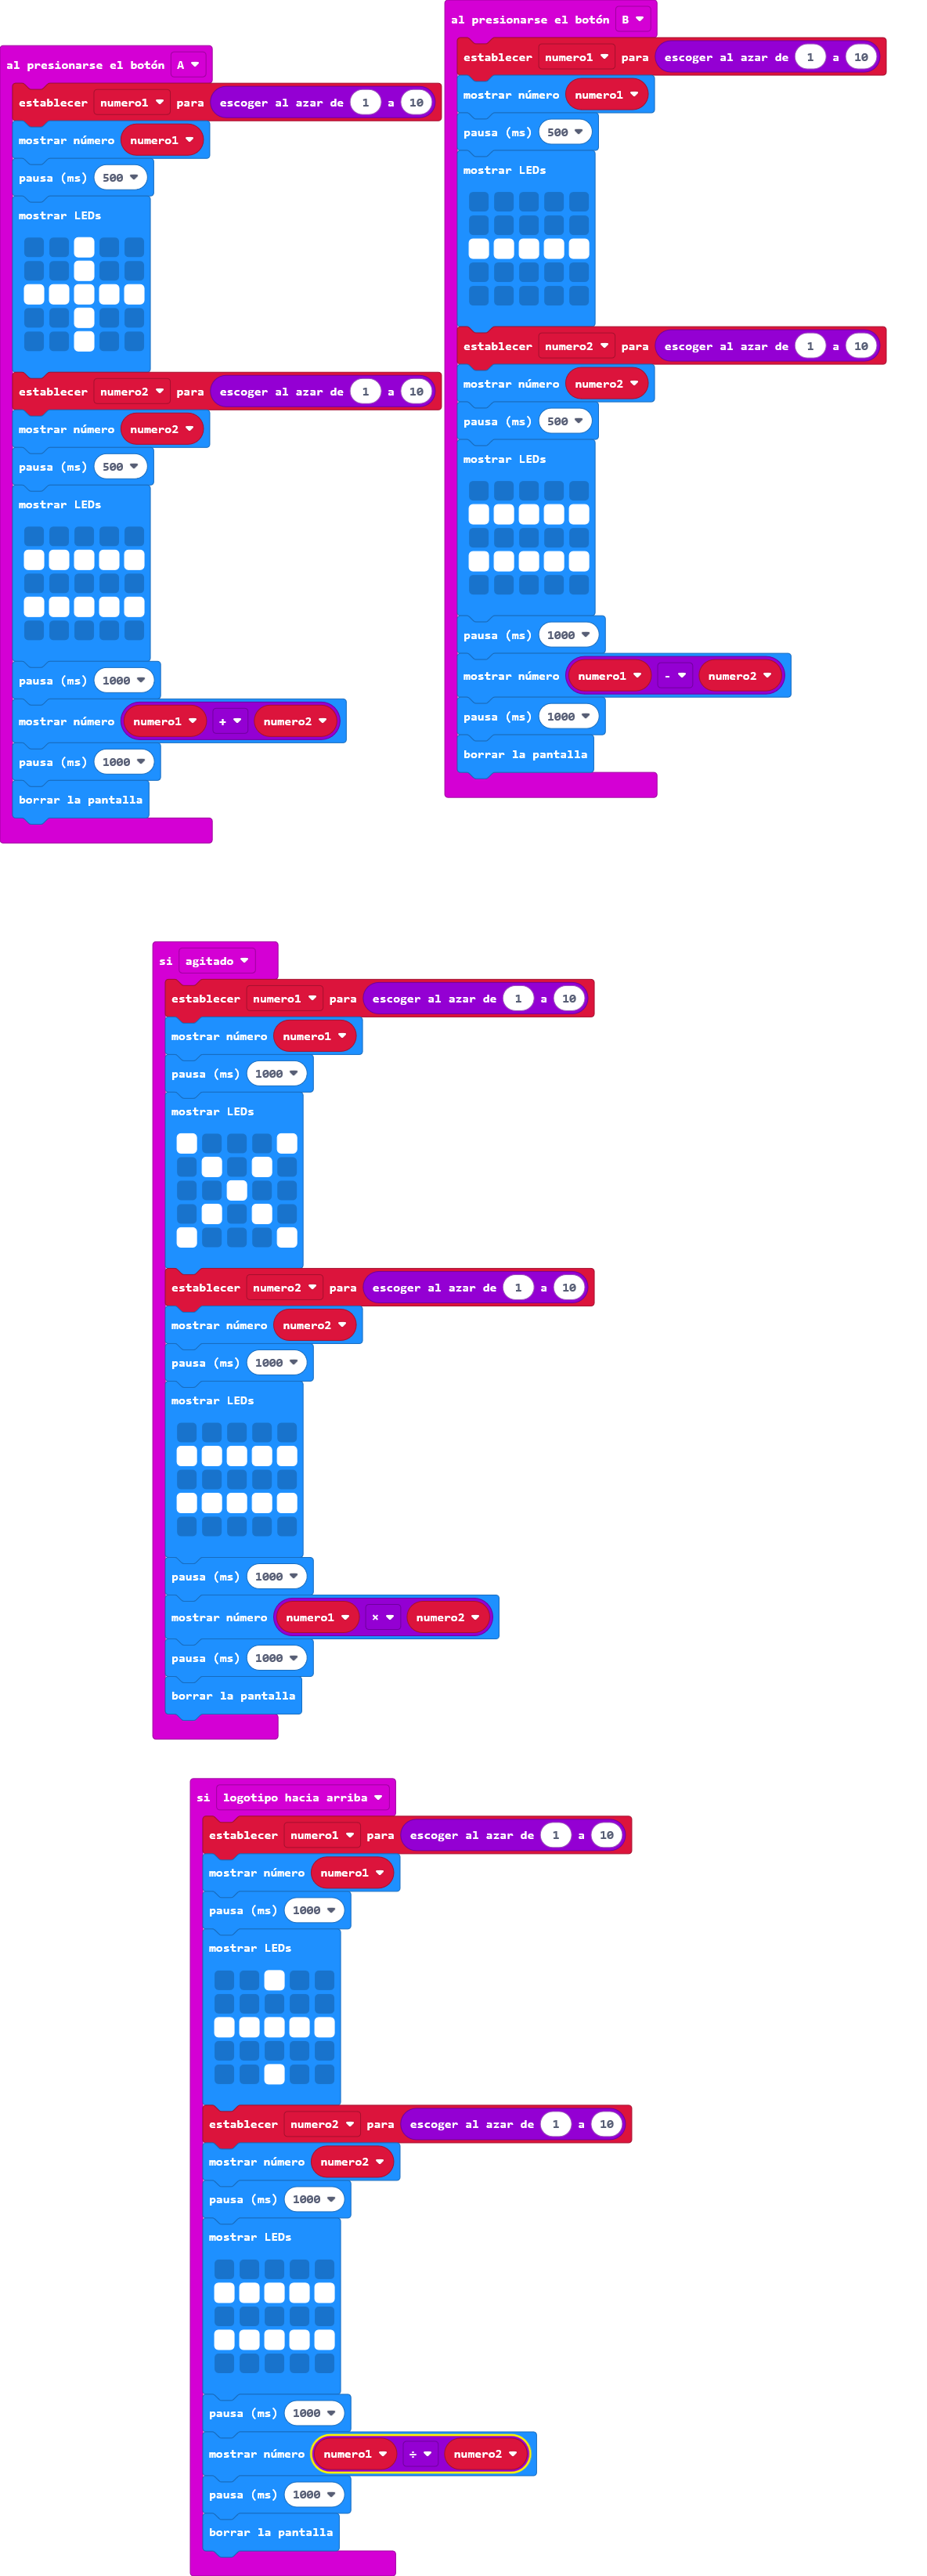 al presionarse el botón A
establecer numero1 para escoger al azar de 1 a 10
mostrar número numero1
pausa (ms) 500
mostrar LEDs
establecer numero2 para escoger al azar de 1 a 10
mostrar número numero2
pausa (ms) 500
mostrar LEDs
pausa (ms) 1000
mostrar número numero1 + numero2
pausa (ms) 1000
borrar la pantalla
al presionarse el botón B
establecer numero1 para escoger al azar de 1 a 10
mostrar número numero1
pausa (ms) 500
mostrar LEDs
establecer numero2 para escoger al azar de 1 a 10
mostrar número numero2
pausa (ms) 500
mostrar LEDs
pausa (ms) 1000
mostrar número numero1 - numero2
pausa (ms) 1000
borrar la pantalla
si agitado
establecer numero1 para escoger al azar de 1 a 10
mostrar número numero1
pausa (ms) 1000
mostrar LEDs
establecer numero2 para escoger al azar de 1 a 10
mostrar número numero2
pausa (ms) 1000
mostrar LEDs
pausa (ms) 1000
mostrar número numero1 × numero2
pausa (ms) 1000
borrar la pantalla
si logotipo hacia arriba
establecer numero1 para escoger al azar de 1 a 10
mostrar número numero1
pausa (ms) 1000
mostrar LEDs
establecer numero2 para escoger al azar de 1 a 10
mostrar número numero2
pausa (ms) 1000
mostrar LEDs
pausa (ms) 1000
mostrar número numero1 ÷ numero2
pausa (ms) 1000
borrar la pantalla